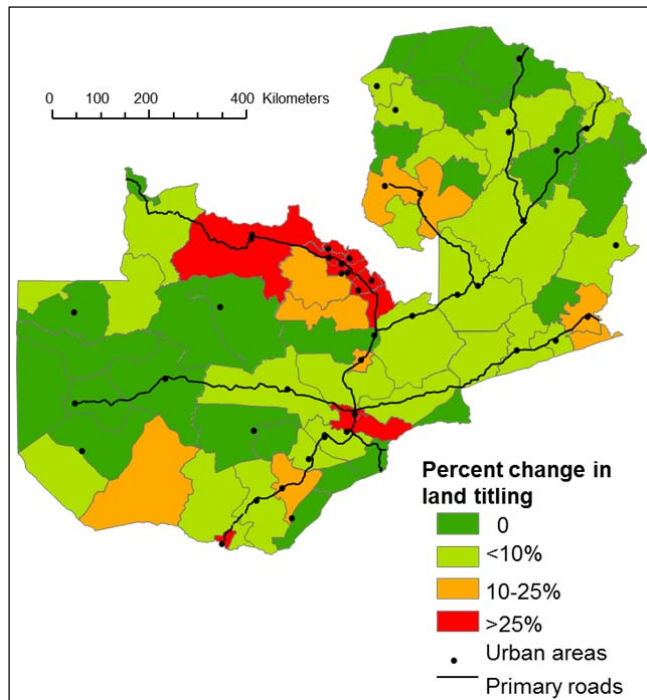 0 100 200 400 Kilometers
Percent change in
land titling
0
<10%
10-25%
>25%
Urban areas
Primary roads